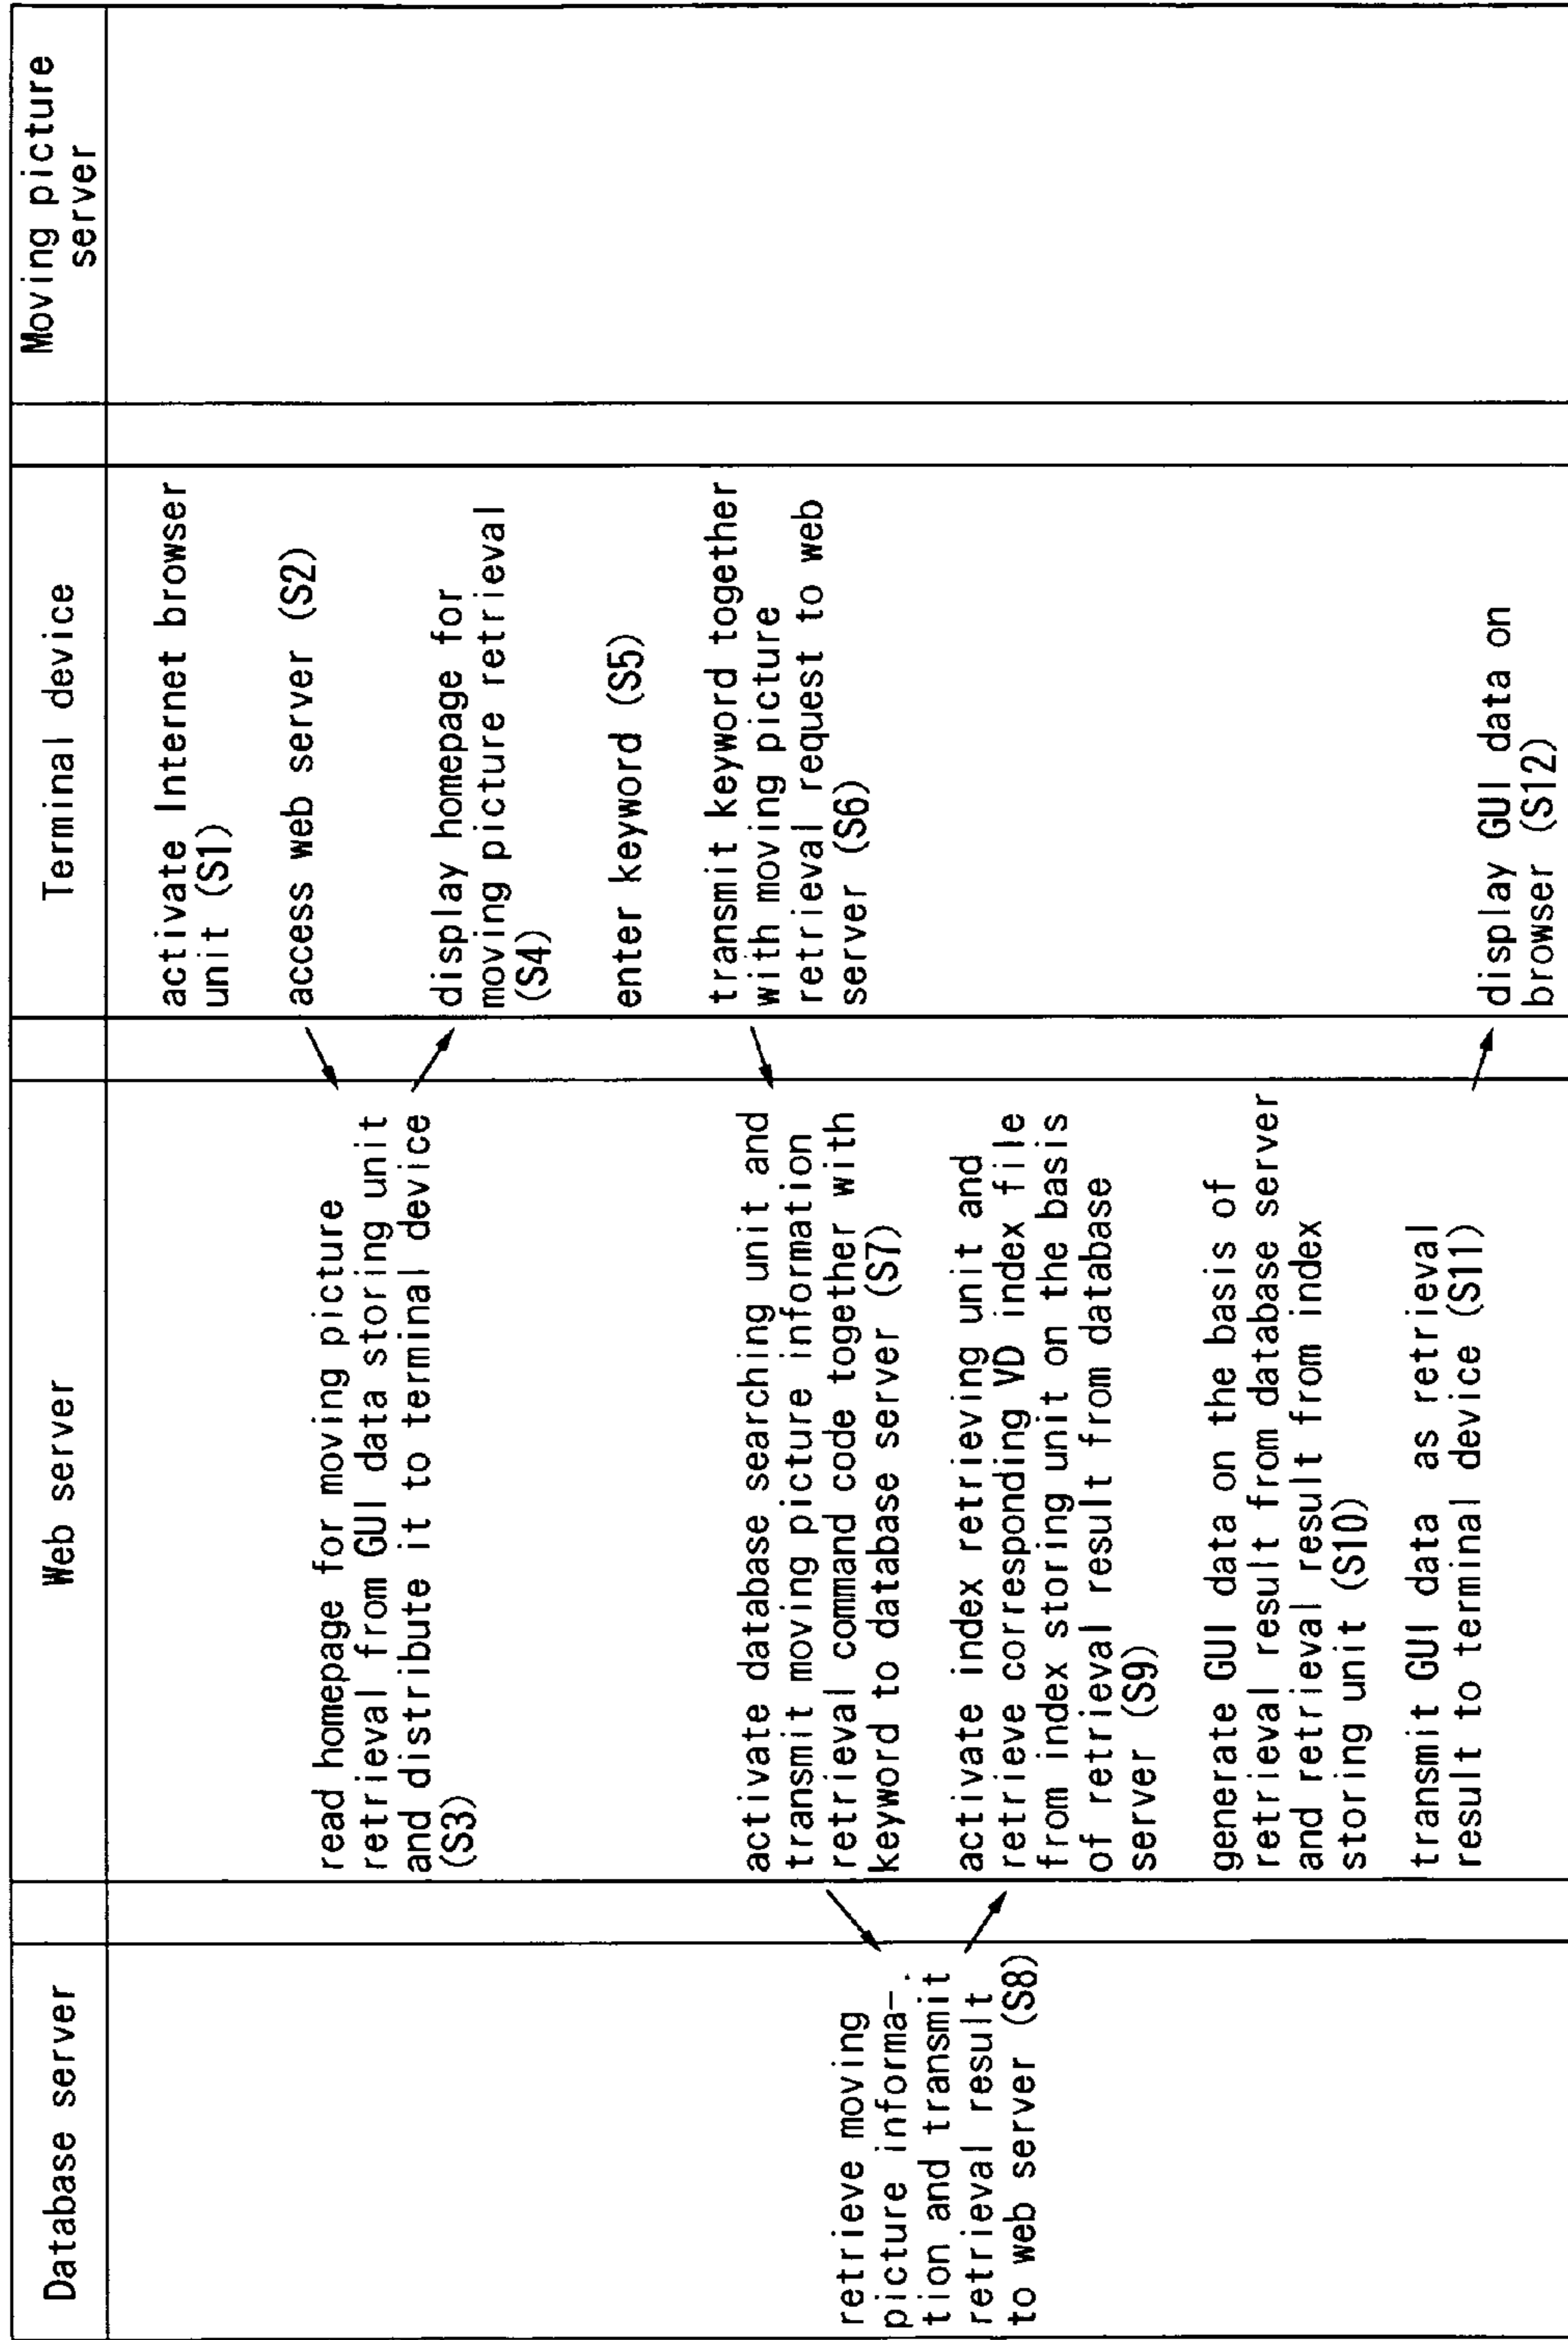 Database server
Web server
Terminal device
Moving picture
server
activate Internet browser
unit (S1)
access web server (S2)
read homepage for moving picture
retrieval from GUI data storing unit
and distribute it to terminal device
(S3)
display homepage for
moving picture retrieval
(S4)
enter keyword (S5)
transmit keyword together
with moving picture
retrieval request to web
server (S6)
activate database searching unit and
transmit moving picture information
retrieval command code together with
keyword to database server (S7)
retrieve moving
picture informa-
tion and transmit
retrieval result
to web server (S8)
activate index retrieving unit and
retrieve corresponding VD index file
from index storing unit on the basis
of retrieval result from database
server (S9)
generate GUI data on the basis of
retrieval result from database server
and retrieval result from index
storing unit (S10)
transmit GUI data as retrieval
result to terminal device (S11)
display GUI data on
browser (S12)